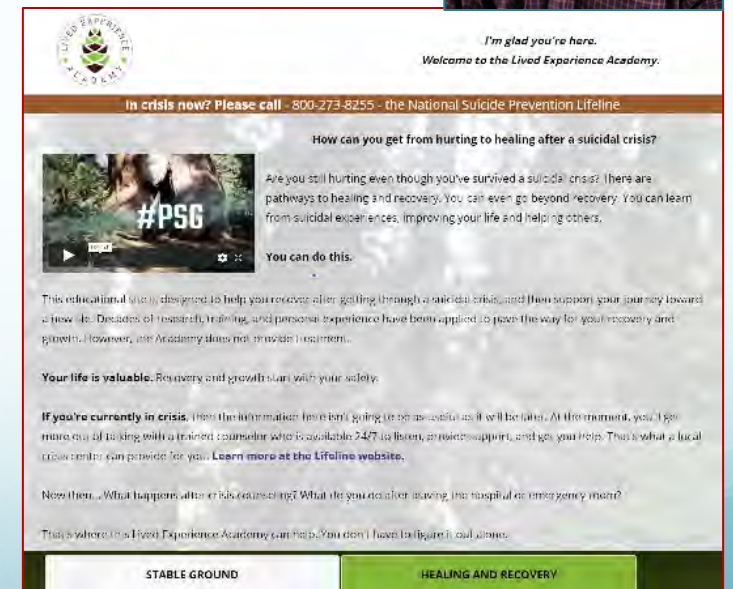 LIVED EXPERIENCE
ACADEMY
I'm glad you're here.
Welcome to the Lived Experience Academy.
In crisis now? Please call - 800-273-8255 - the National Suicide Prevention Lifeline
How can you get from hurting to healing after a suicidal crisis?
#PSG
Are you still hurting even though you've survived a suicidal crisis? There are
pathways to healing and recovery. You can even go beyond recovery. You can learn
from suicidal experiences, improving your life and helping others.
You can do this.
This educational site is designed to help you recover after getting through a suicidal crisis, and then support your journey toward
a new life. Decades of research, training, and personal experience have been applied to pave the way for your recovery and
growth. However, the Academy does not provide treatment.
Your life is valuable. Recovery and growth start with your safety.
If you're currently in crisis, then the information here isn't going to be as useful as it will be later. At the moment, you'll get
more out of talking with a trained counselor who is available 24/7 to listen, provide support, and get you help. That's what a local
crisis center can provide for you. Learn more at the Lifeline website.
Now then... What happens after crisis counseling? What do you do after leaving the hospital or emergency room?
That's where this Lived Experience Academy can help. You don't have to figure it out alone.
STABLE GROUND
HEALING AND RECOVERY